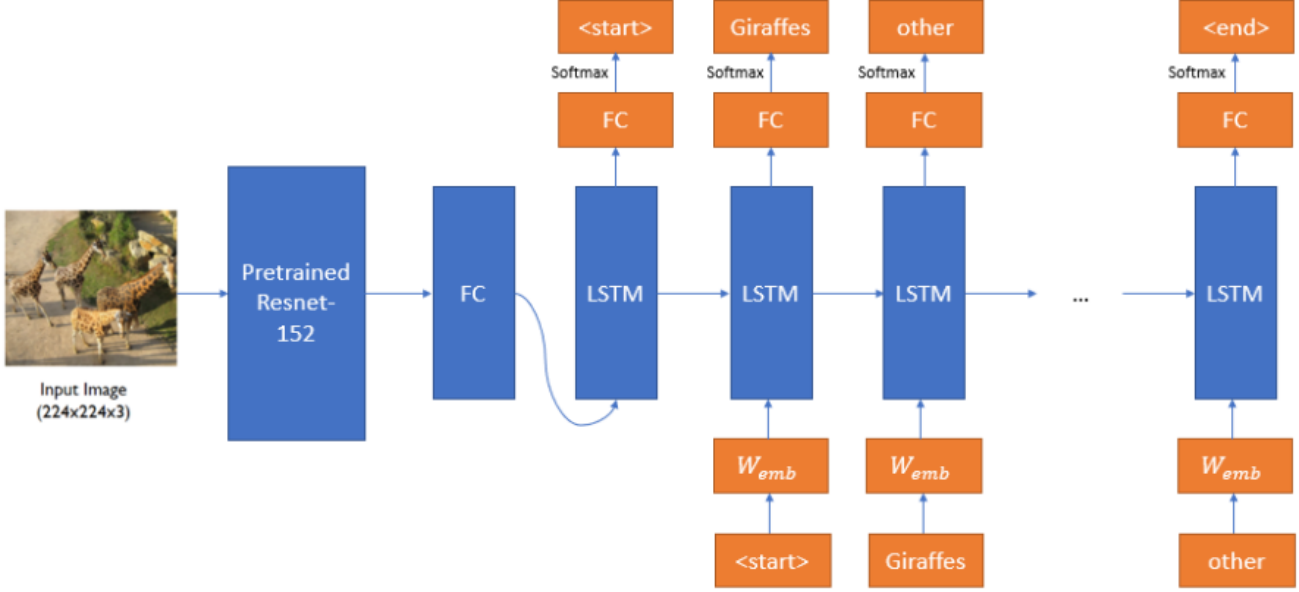 <start> Giraffes other <end>
Softmax Softmax Softmax Softmax
FC FC FC FC
Pretrained
Resnet-
152
FC LSTM LSTM LSTM ... LSTM
Input Image
(224x224x3)
W_emb W_emb W_emb
<start> Giraffes other